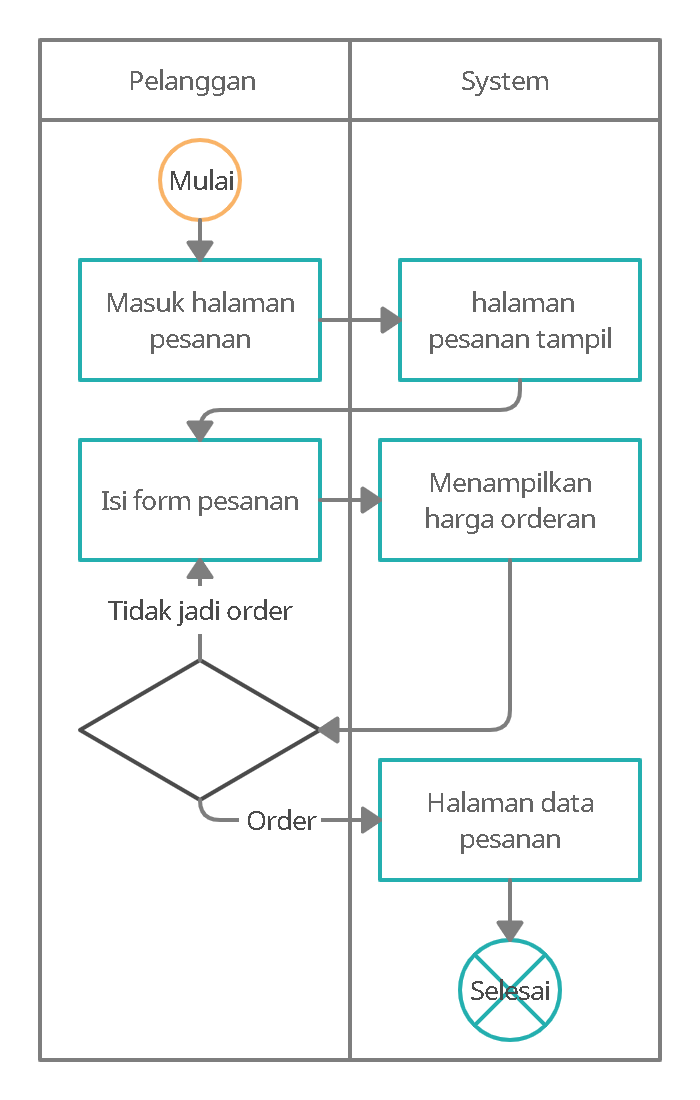 Pelanggan
System
Mulai
Masuk halaman
pesanan
halaman
pesanan tampil
Isi form pesanan
Menampilkan
harga orderan
Tidak jadi order
Order
Halaman data
pesanan
Selesai